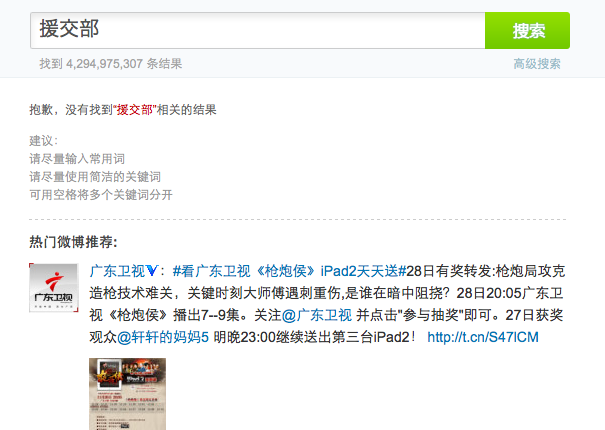 援交部
搜索
找到 4,294,975,307 条结果
高级搜索
抱歉，没有找到“援交部”相关的结果
建议：
请尽量输入常用词
请尽量使用简洁的关键词
可用空格将多个关键词分开
热门微博推荐:
广东卫视
广东卫视V：#看广东卫视《枪炮侯》iPad2天天送#28日有奖转发:枪炮局攻克
造枪技术难关，关键时刻大师傅遇刺重伤,是谁在暗中阻挠？28日20:05广东卫
视《枪炮侯》播出7--9集。关注@广东卫视 并点击"参与抽奖"即可。27日获奖
观众@轩轩的妈妈5 明晚23:00继续送出第三台iPad2！ http://t.cn/S47lCM